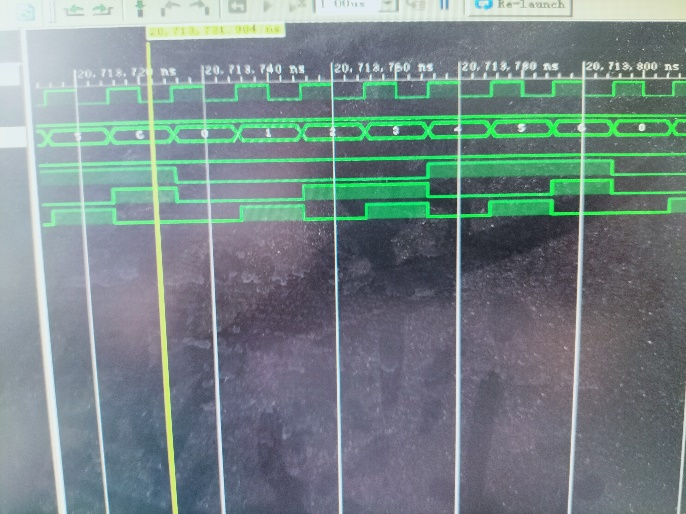 1.00us Re-launch
20,713,731.904 ns
20,713,720 ns 20,713,740 ns 20,713,760 ns 20,713,780 ns 20,713,800 ns
5 6 0 1 2 3 4 5 6 0